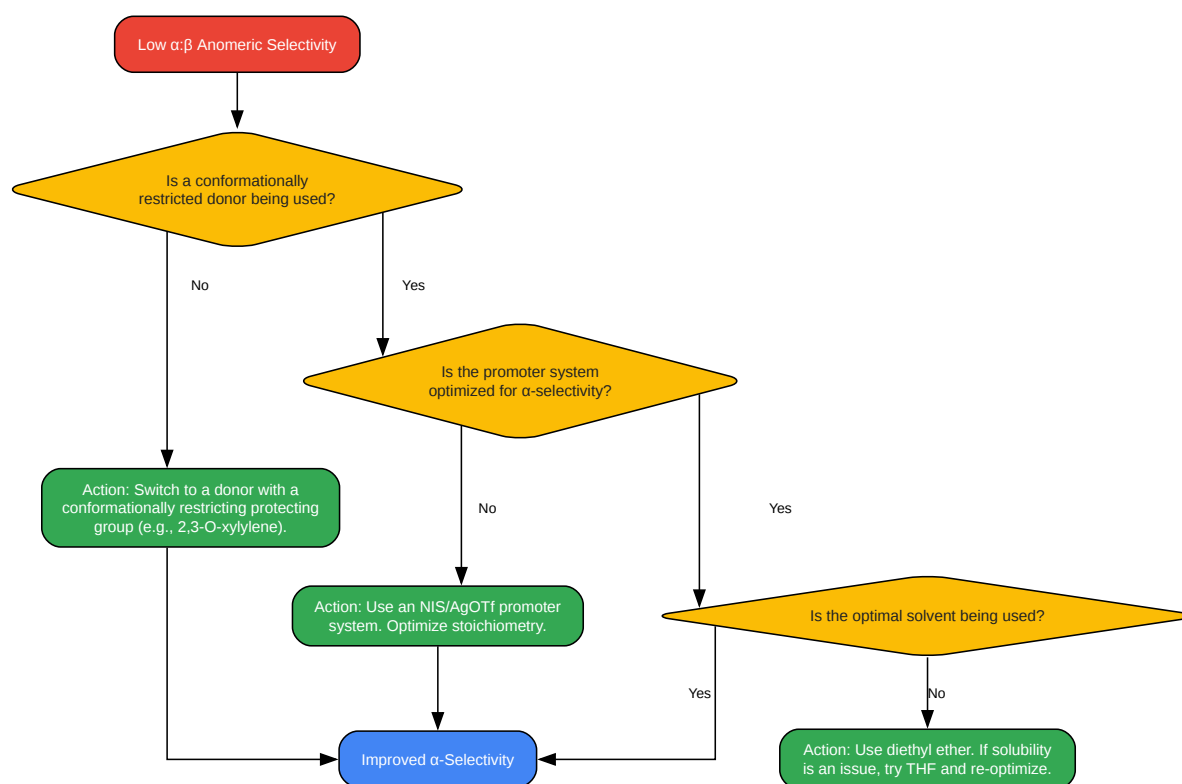 Low α:β Anomeric Selectivity
Is a conformationally
restricted donor being used?
No
Yes
Is the promoter system
optimized for α-selectivity?
Action: Switch to a donor with a
conformationally restricting protecting
group (e.g., 2,3-O-xylylene).
No
Yes
Action: Use an NIS/AgOTf promoter
system. Optimize stoichiometry.
Is the optimal solvent being used?
Yes
No
Improved α-Selectivity
Action: Use diethyl ether. If solubility
is an issue, try THF and re-optimize.